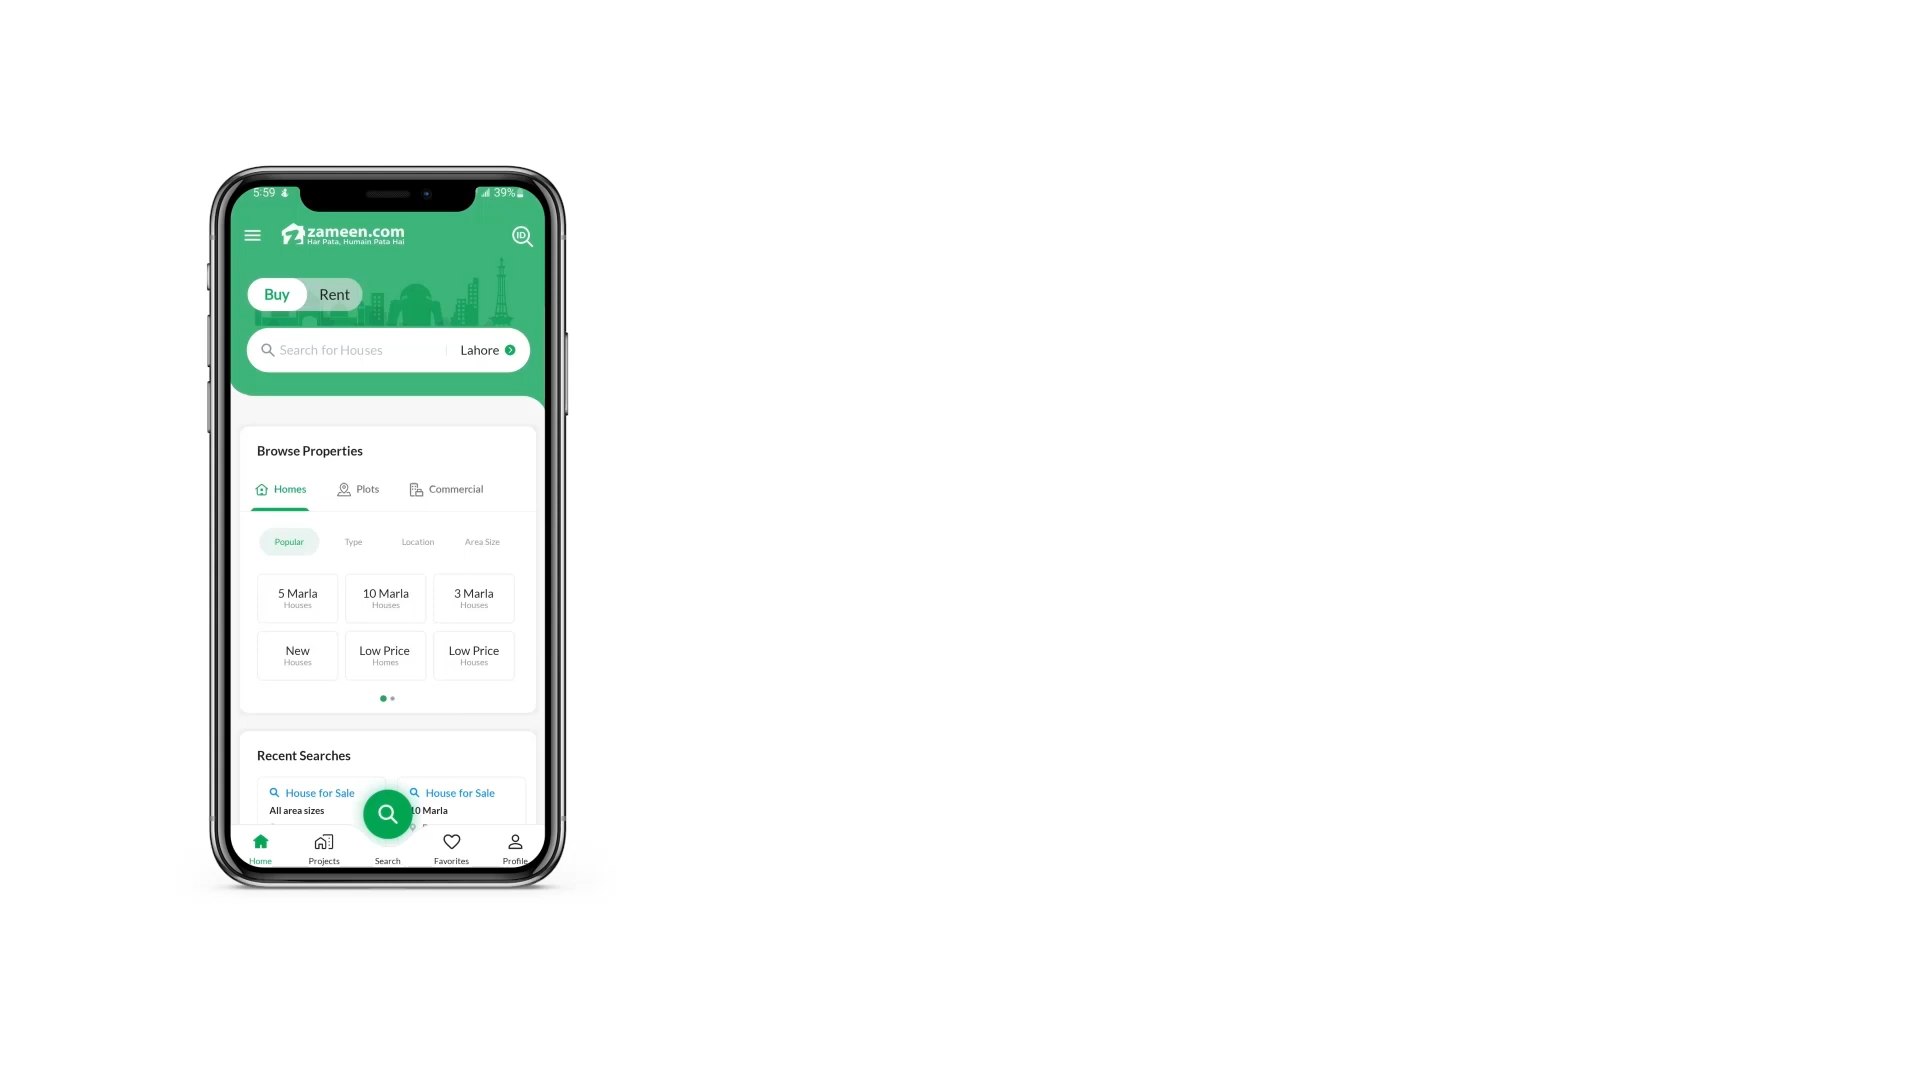 5:59
39%
zameen.com
Har Pata, Humain Pata Hai
ID
Buy Rent
Search for Houses Lahore
Browse Properties
Homes Plots Commercial
Popular Type Location Area Size
5 Marla 10 Marla 3 Marla
Houses Houses Houses
New Low Price Low Price
Houses Homes Houses
Recent Searches
House for Sale House for Sale
All area sizes 10 Marla
Home Projects Search Favorites Profile